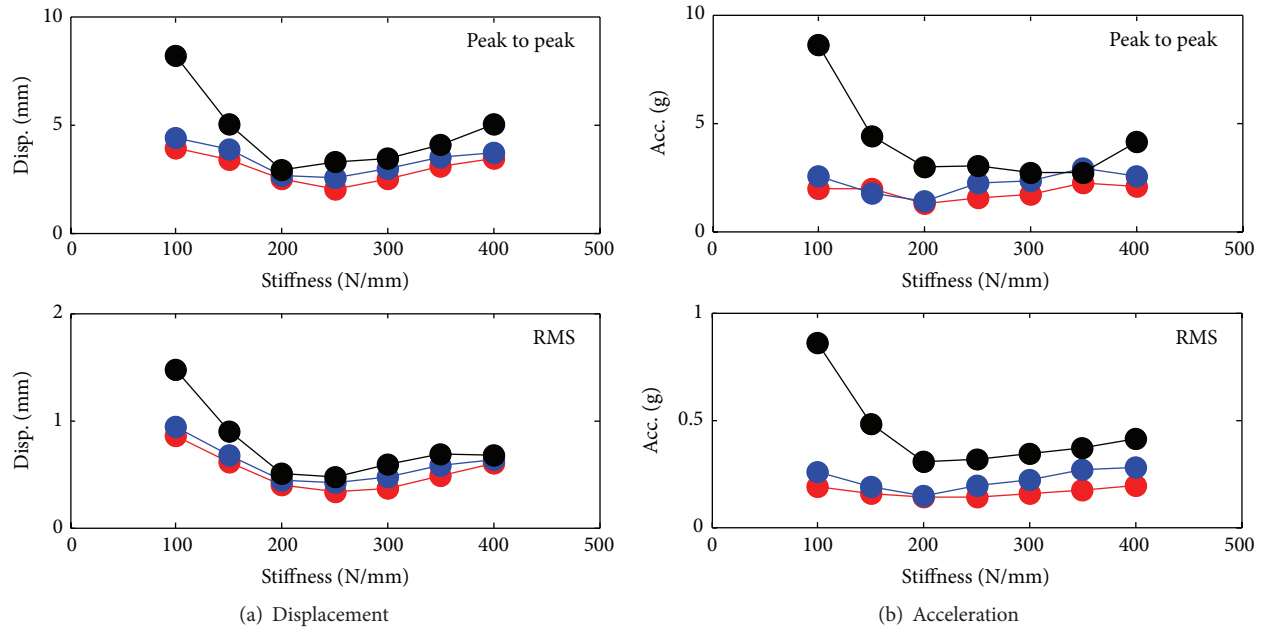 Peak to peak
10
5
0
Disp. (mm)
0 100 200 300 400 500
Stiffness (N/mm)
RMS
2
1
0
Disp. (mm)
0 100 200 300 400 500
Stiffness (N/mm)
(a) Displacement
Peak to peak
10
5
0
Acc. (g)
0 100 200 300 400 500
Stiffness (N/mm)
RMS
1
0.5
0
Acc. (g)
0 100 200 300 400 500
Stiffness (N/mm)
(b) Acceleration